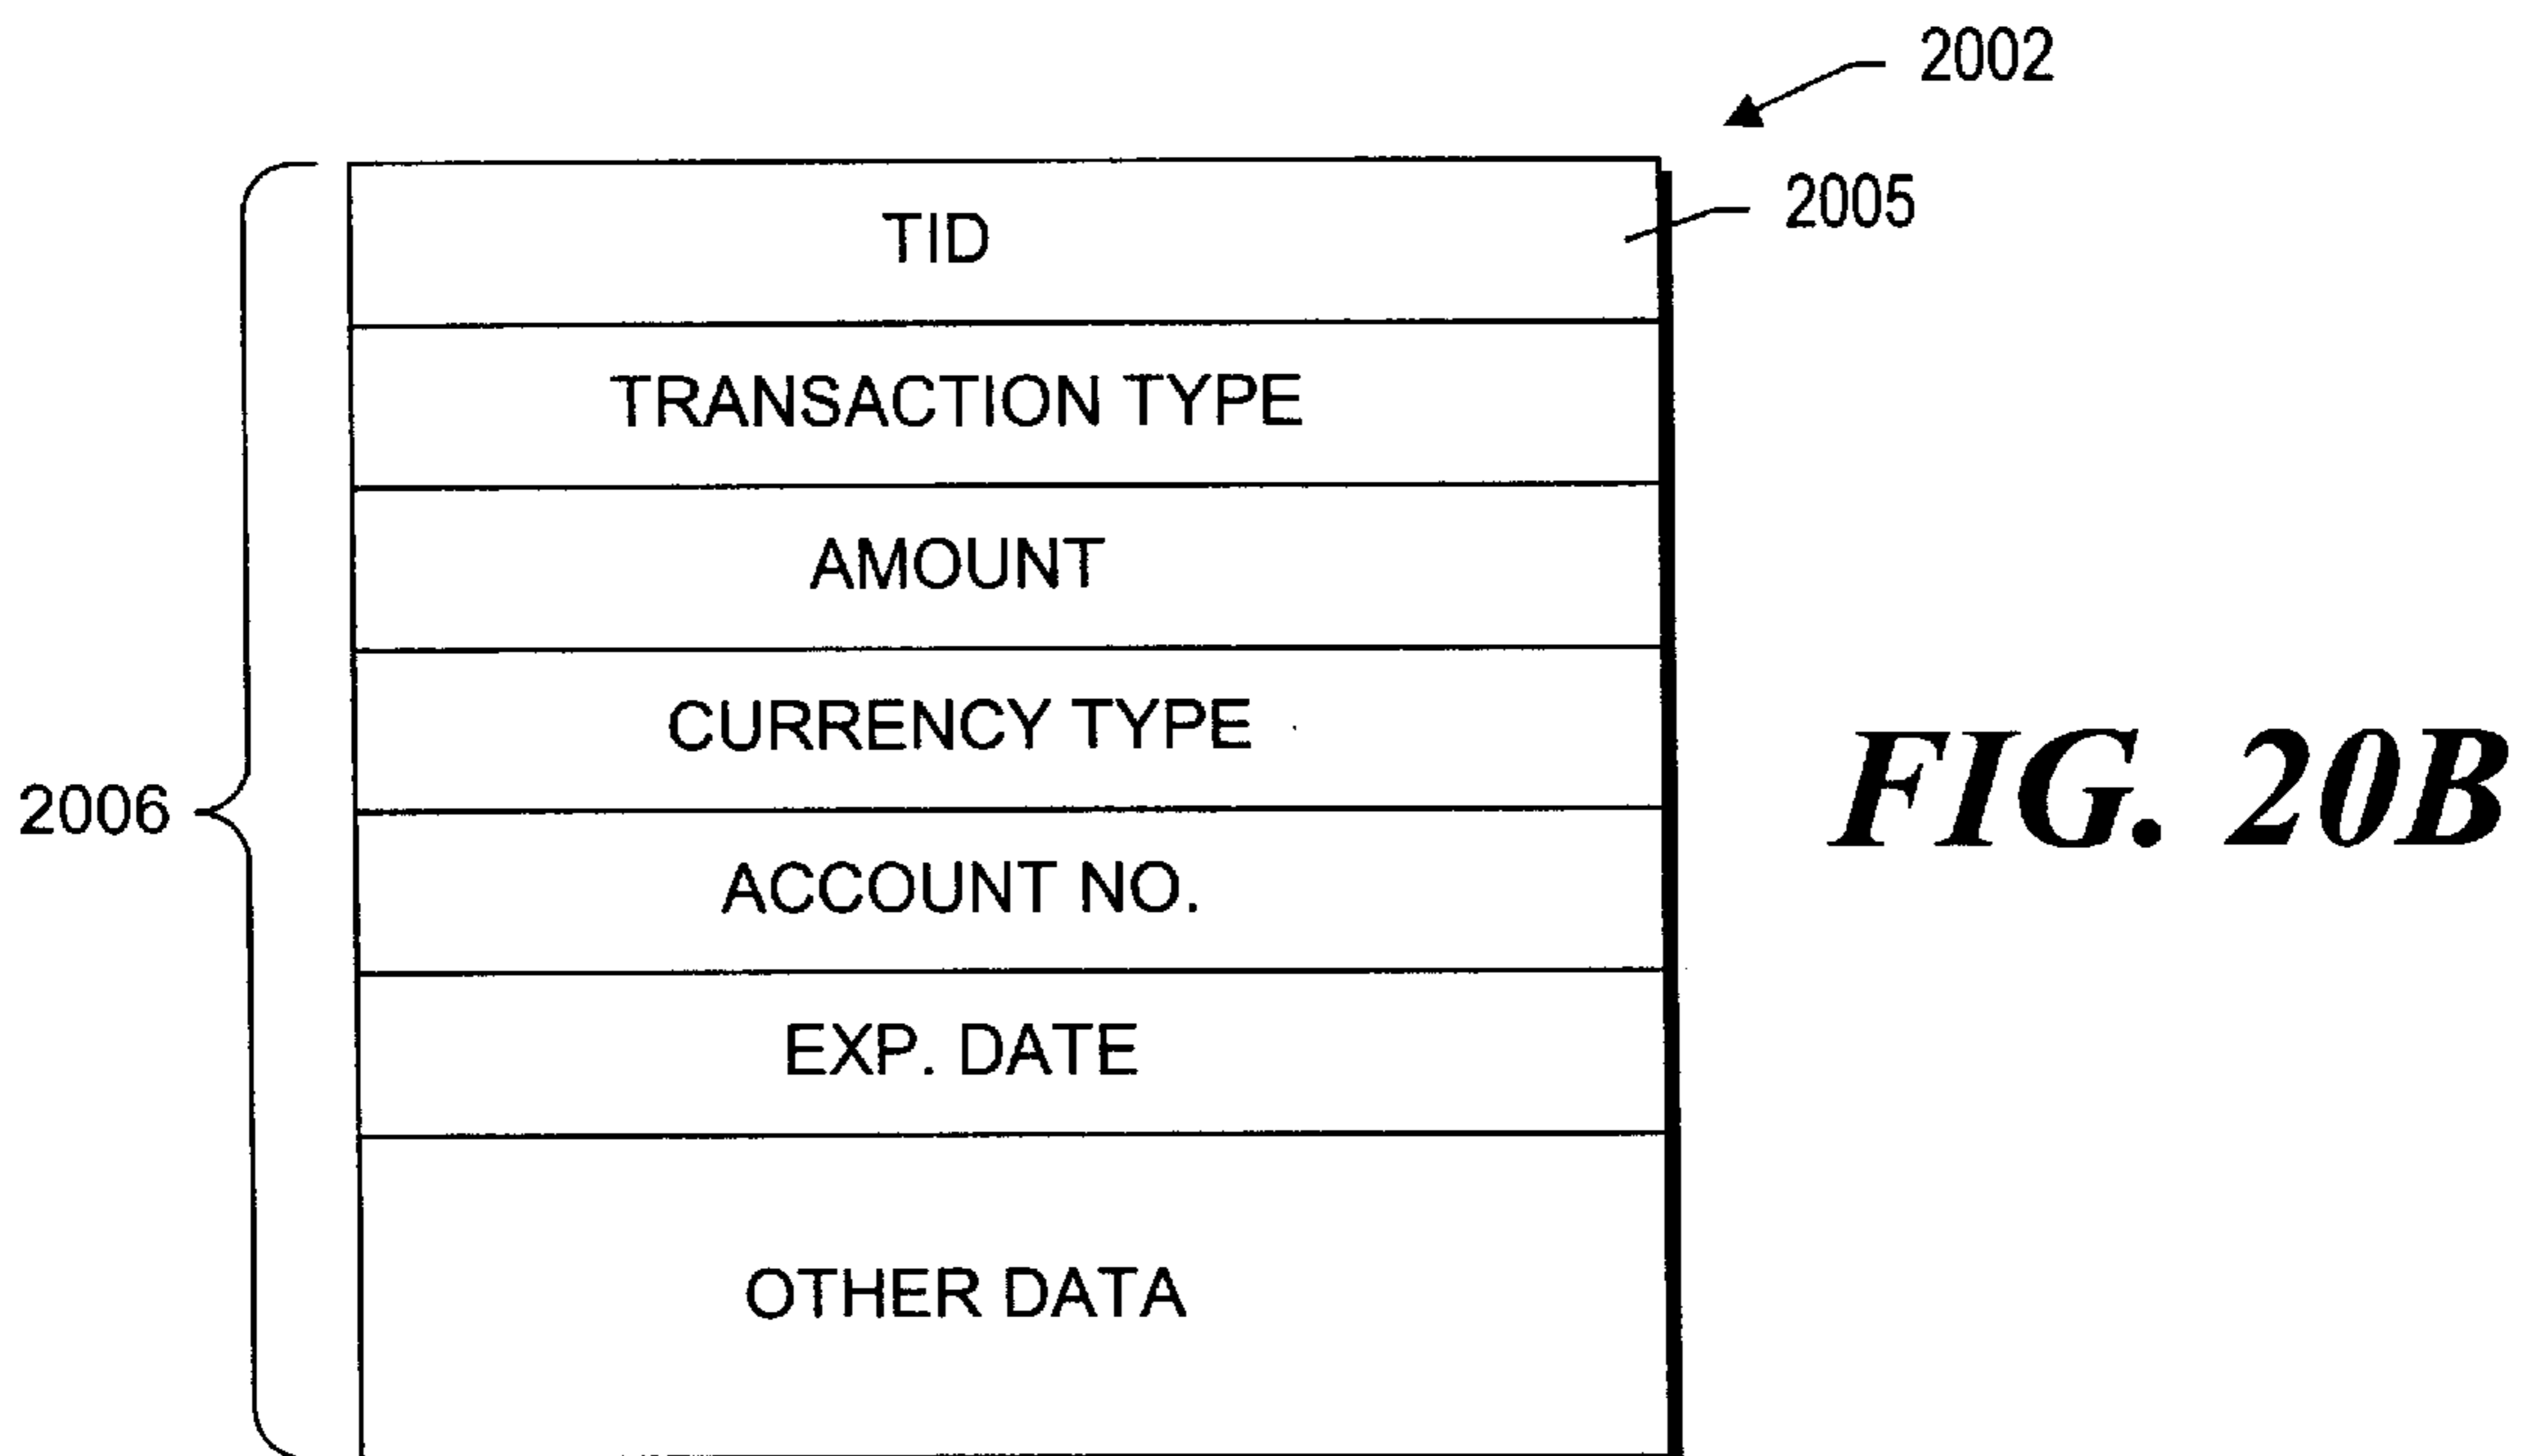 2002
TID
2005
TRANSACTION TYPE
AMOUNT
CURRENCY TYPE
2006
ACCOUNT NO.
FIG. 20B
EXP. DATE
OTHER DATA